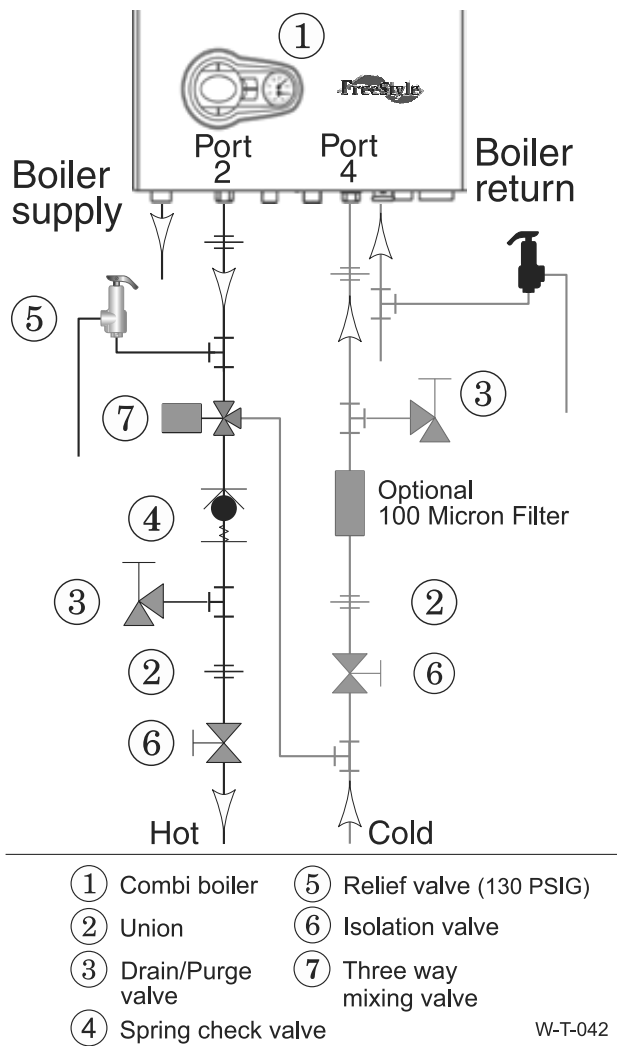 1
FreeStyle
Port
2
Port
4
Boiler
supply
Boiler
return
5
7
3
4
Optional
100 Micron Filter
3
2
2
6
6
Hot
Cold
1 Combi boiler
2 Union
3 Drain/Purge
valve
4 Spring check valve
5 Relief valve (130 PSIG)
6 Isolation valve
7 Three way
mixing valve
W-T-042